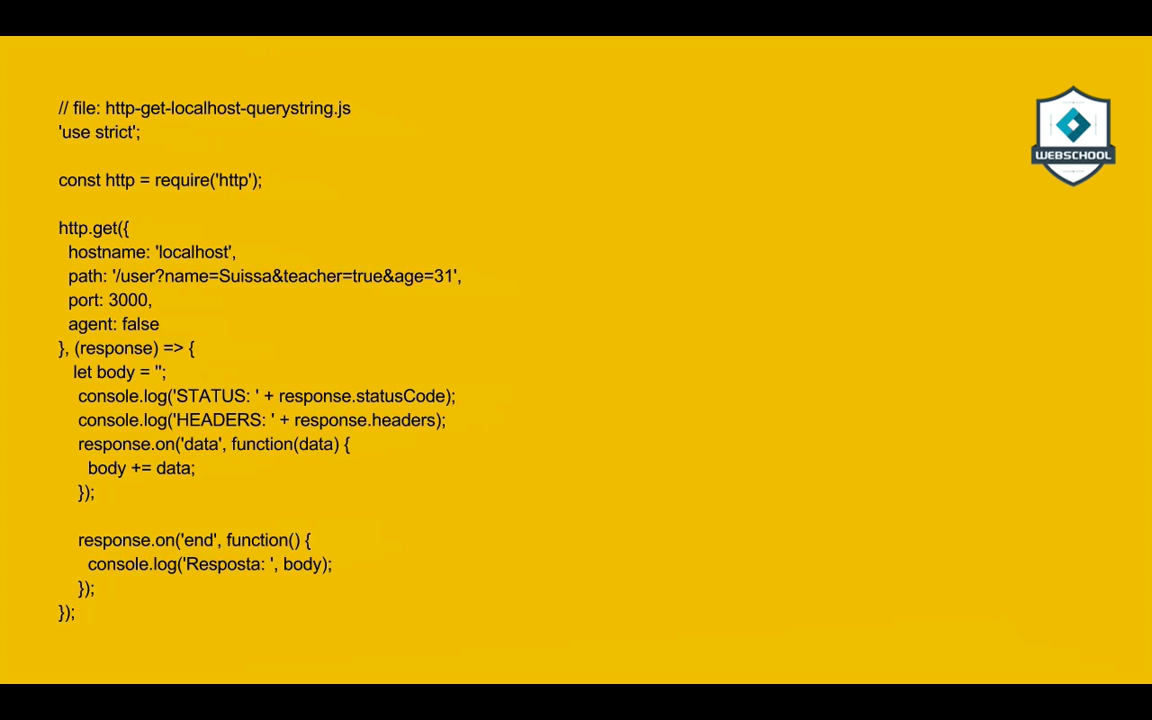 // file: http-get-localhost-querystring.js
'use strict';
const http = require('http');
http.get({
hostname: 'localhost',
path: '/user?name=Suissa&teacher=true&age=31',
port: 3000,
agent: false
}, (response) => {
let body = '';
console.log('STATUS: ' + response.statusCode);
console.log('HEADERS: ' + response.headers);
response.on('data', function(data) {
body += data;
});
response.on('end', function() {
console.log('Resposta: ', body);
});
});
WEBSCHOOL